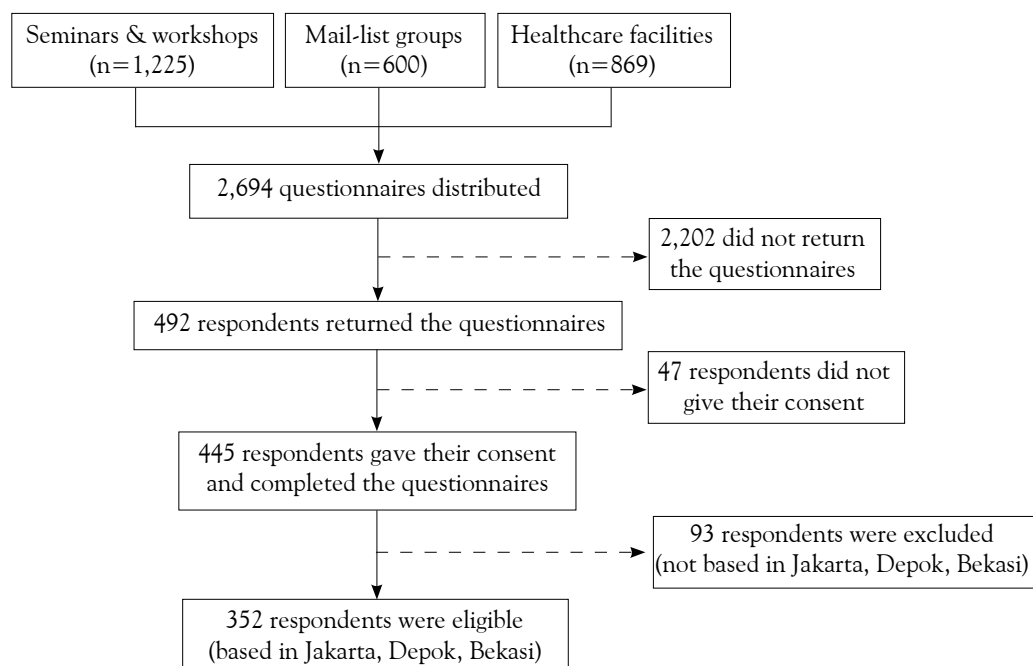 Seminars & workshops
(n=1,225)
Mail-list groups
(n=600)
Healthcare facilities
(n=869)
2,694 questionnaires distributed
2,202 did not return
the questionnaires
492 respondents returned the questionnaires
47 respondents did not
give their consent
445 respondents gave their consent
and completed the questionnaires
93 respondents were excluded
(not based in Jakarta, Depok, Bekasi)
352 respondents were eligible
(based in Jakarta, Depok, Bekasi)